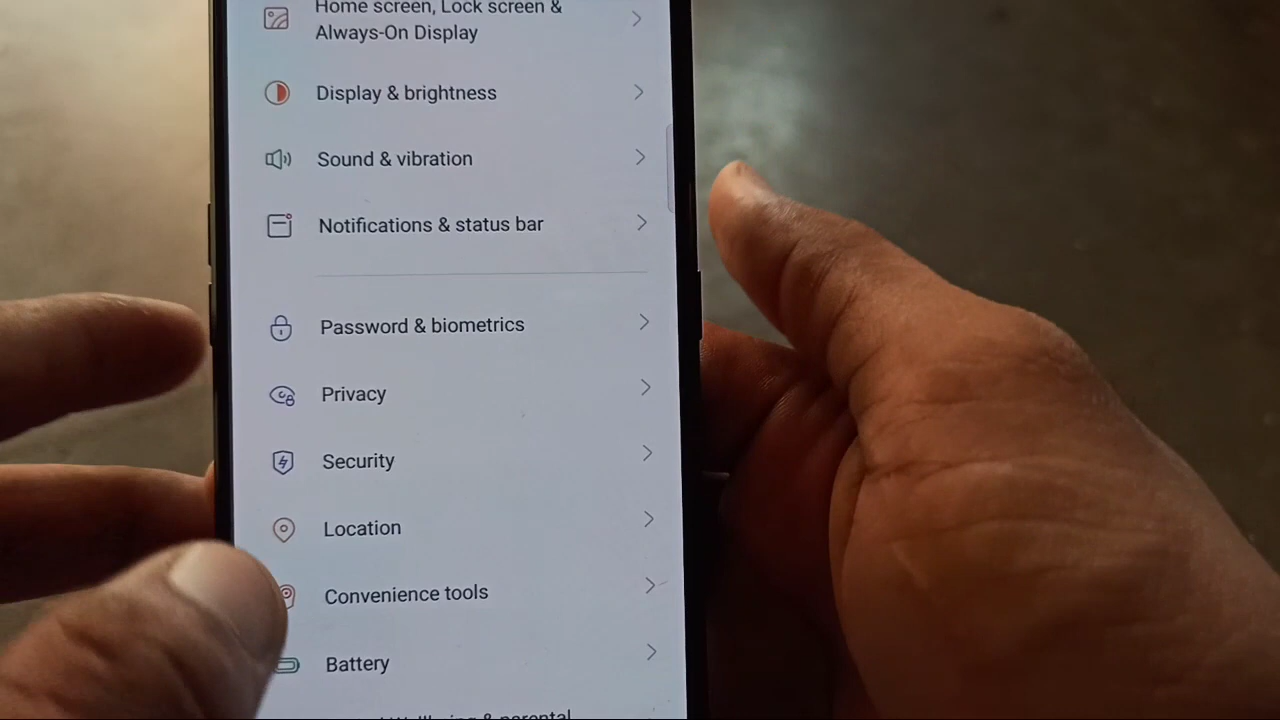 Home screen, Lock screen &
Always-On Display
Display & brightness
Sound & vibration
Notifications & status bar
Password & biometrics
Privacy
Security
Location
Convenience tools
Battery
& parental